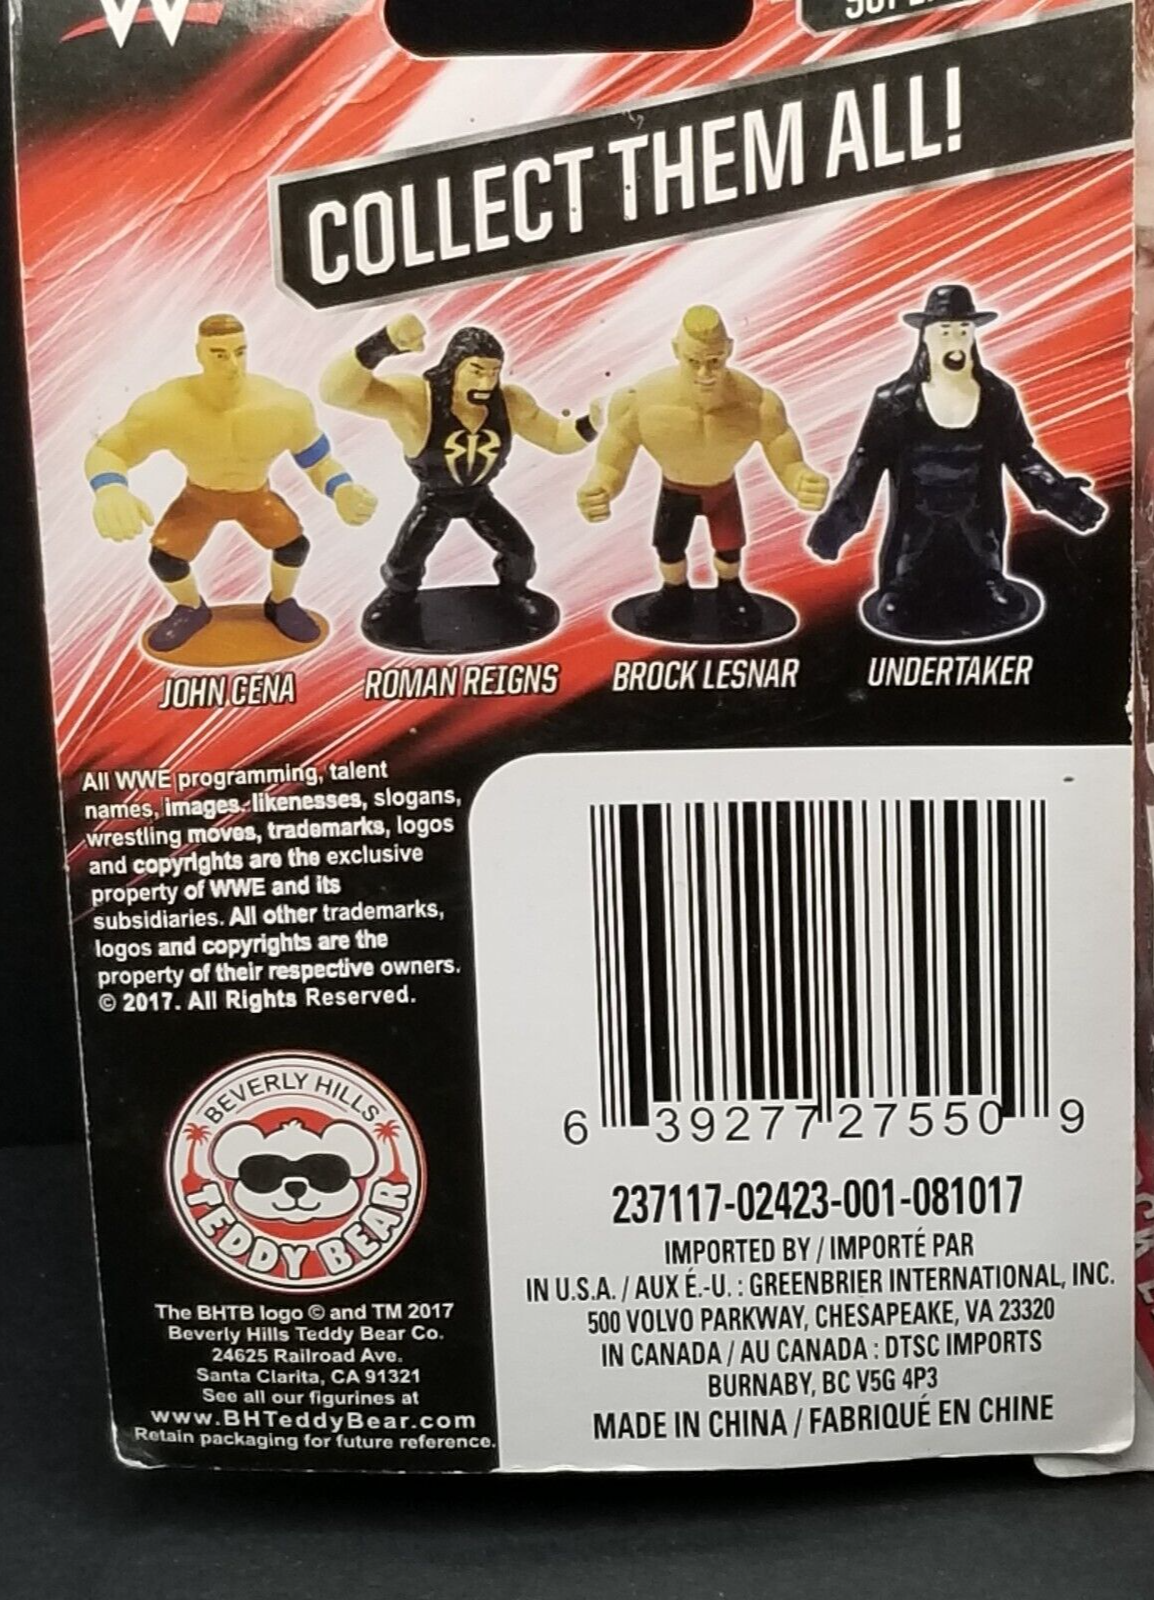 W
COLLECT THEM ALL!
JOHN CENA
ROMAN REIGNS
BROCK LESNAR
UNDERTAKER
All WWE programming, talent
names, images, likenesses, slogans,
wrestling moves, trademarks, logos
and copyrights are the exclusive
property of WWE and its
subsidiaries. All other trademarks,
logos and copyrights are the
property of their respective owners.
© 2017. All Rights Reserved.
BEVERLY HILLS
TEDDY BEAR
The BHTB logo © and TM 2017
Beverly Hills Teddy Bear Co.
24625 Railroad Ave.
Santa Clarita, CA 91321
See all our figurines at
www.BHTeddyBear.com
Retain packaging for future reference.
6 39277 27550 9
237117-02423-001-081017
IMPORTED BY / IMPORTÉ PAR
IN U.S.A. / AUX É.-U. : GREENBRIER INTERNATIONAL, INC.
500 VOLVO PARKWAY, CHESAPEAKE, VA 23320
IN CANADA / AU CANADA : DTSC IMPORTS
BURNABY, BC V5G 4P3
MADE IN CHINA / FABRIQUÉ EN CHINE